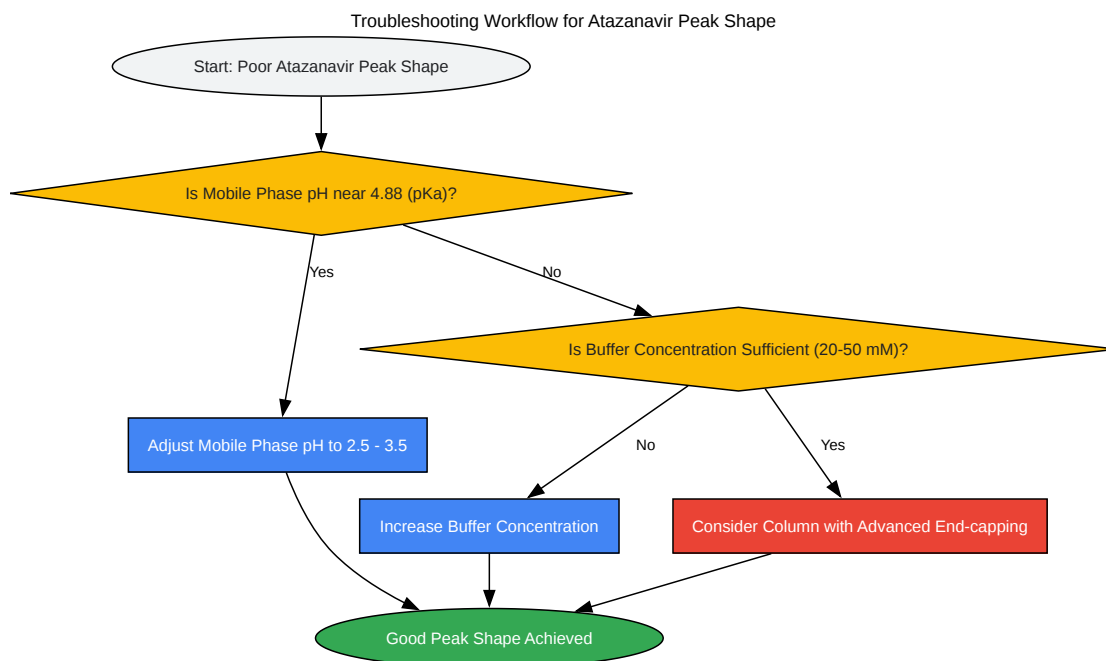 Troubleshooting Workflow for Atazanavir Peak Shape
Start: Poor Atazanavir Peak Shape
Is Mobile Phase pH near 4.88 (pKa)?
Yes
No
Is Buffer Concentration Sufficient (20-50 mM)?
Adjust Mobile Phase pH to 2.5 - 3.5
No
Yes
Increase Buffer Concentration
Consider Column with Advanced End-capping
Good Peak Shape Achieved